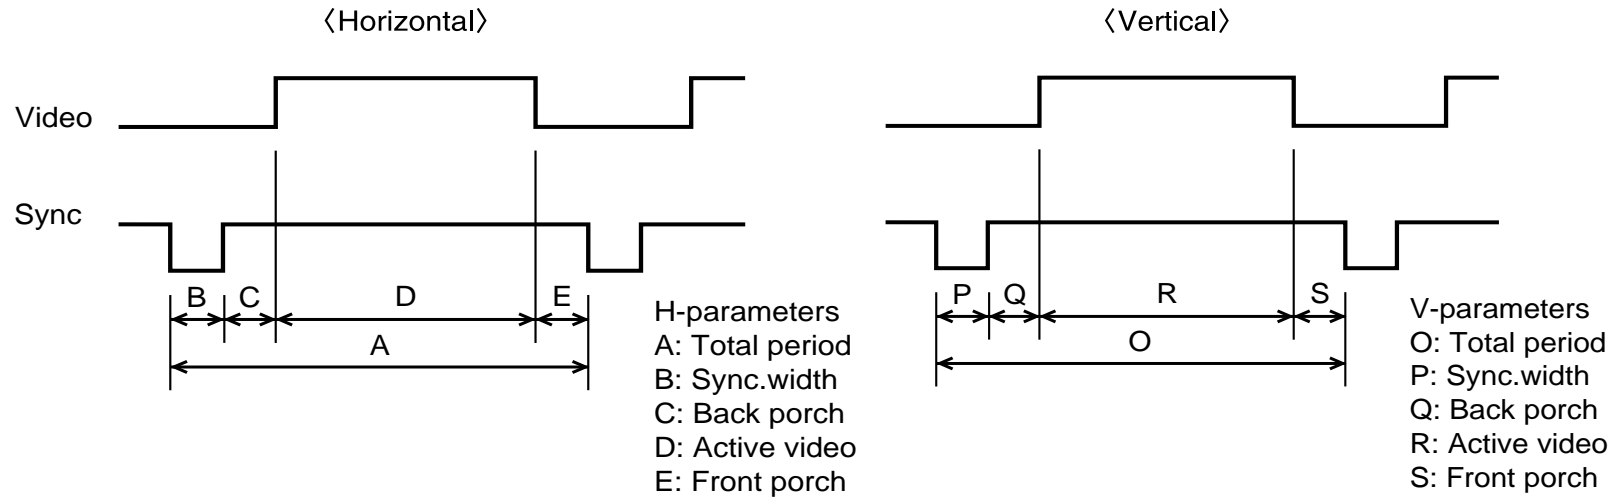 〈Horizontal〉
〈Vertical〉
Video
Sync
B C D E
A
H-parameters
A: Total period
B: Sync.width
C: Back porch
D: Active video
E: Front porch
P Q R S
O
V-parameters
O: Total period
P: Sync.width
Q: Back porch
R: Active video
S: Front porch